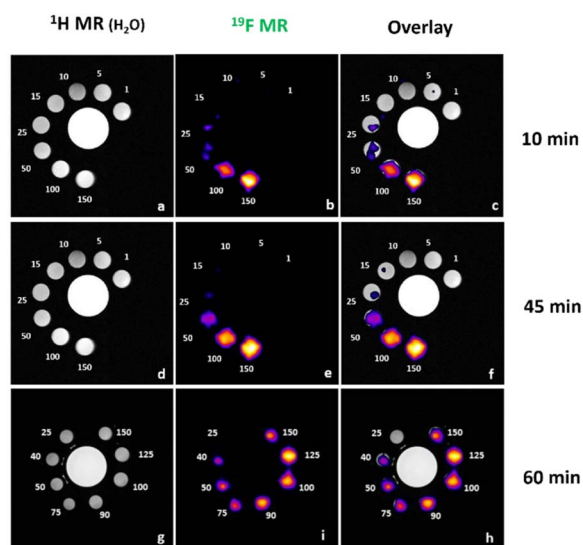 ¹H MR (H₂O) ¹⁹F MR Overlay
10 5 1 15 25 50 100 150 a
10 5 1 15 25 50 100 150 b
10 5 1 15 25 50 100 150 c
10 min
10 5 1 15 25 50 100 150 d
10 5 1 15 25 50 100 150 e
10 5 1 15 25 50 100 150 f
45 min
25 150 40 125 50 100 75 90 g
25 150 40 125 50 100 75 90 i
25 150 40 125 50 100 75 90 h
60 min